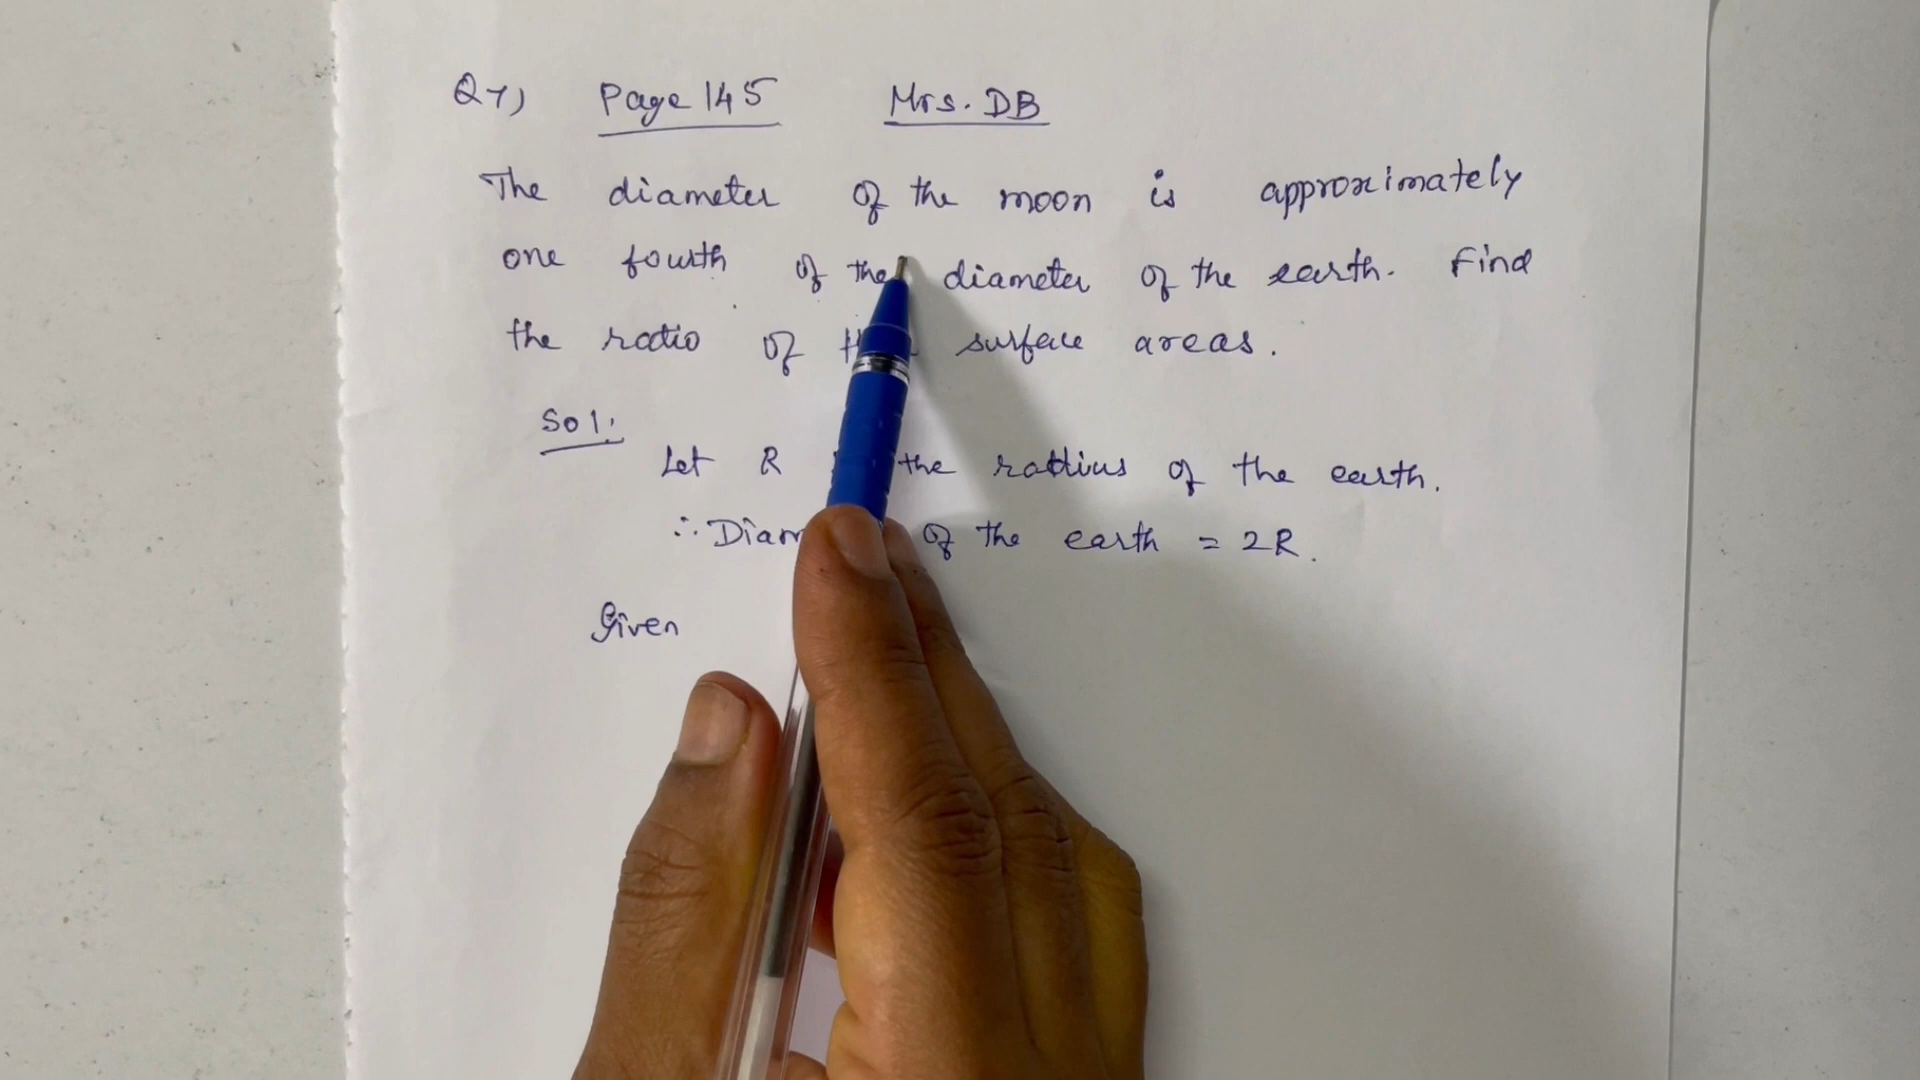 Q7) Page 145 Mrs. DB
The diameter of the moon is approximately
one fourth of the diameter of the earth. Find
the ratio of surface areas.
Sol:
Let R the radius of the earth.
∴ Diam of the earth = 2R.
Given